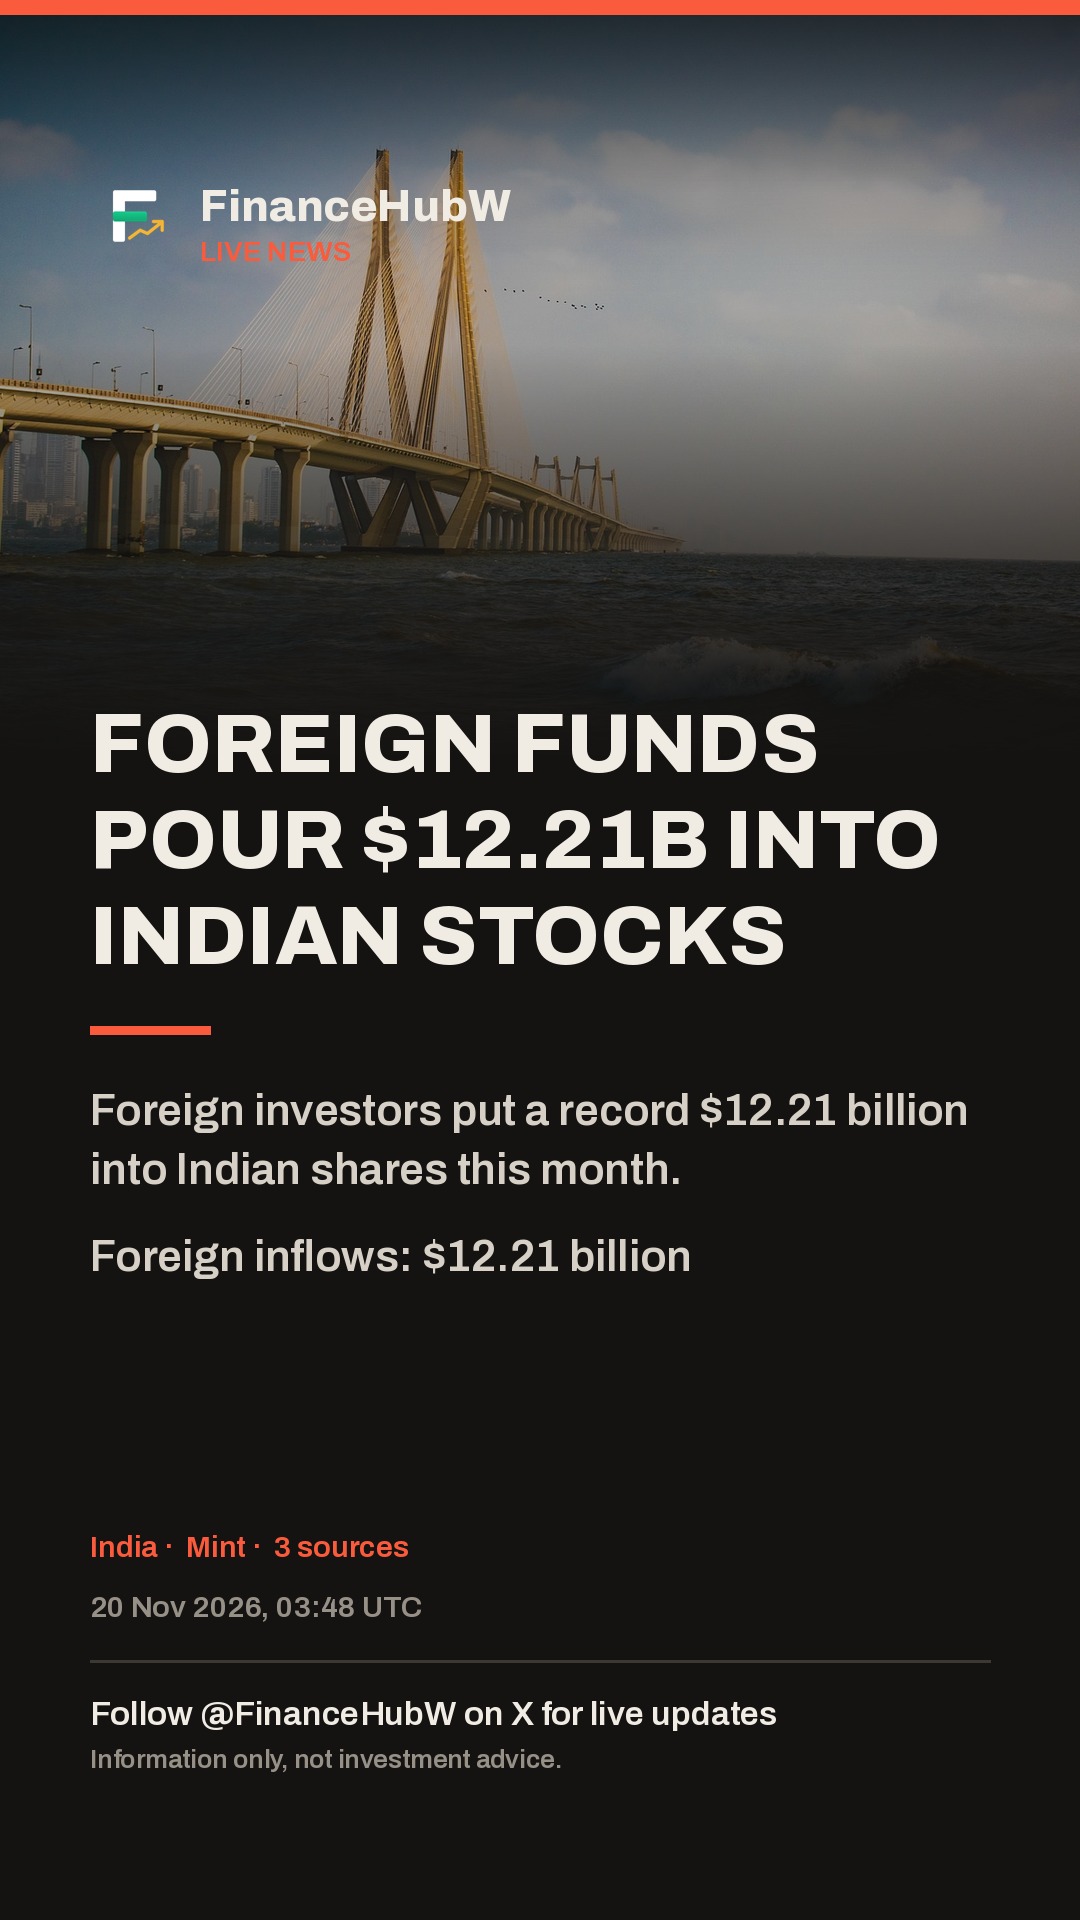 FinanceHubW
LIVE NEWS
FOREIGN FUNDS
POUR $12.21B INTO
INDIAN STOCKS
Foreign investors put a record $12.21 billion
into Indian shares this month.
Foreign inflows: $12.21 billion
India · Mint · 3 sources
20 Nov 2026, 03:48 UTC
Follow @FinanceHubW on X for live updates
Information only, not investment advice.